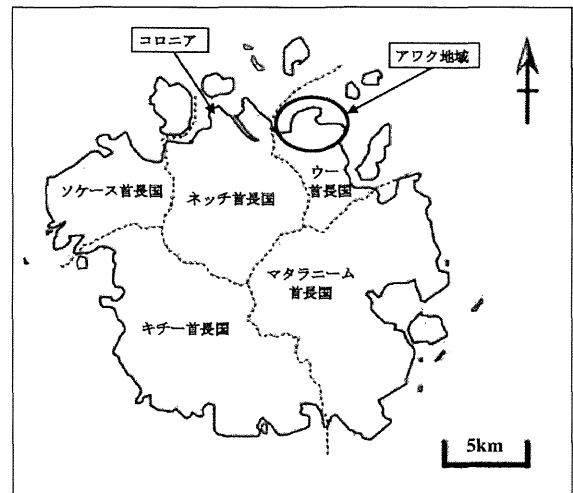 コロニア
アワク地域
ソケース首長国
ネッチ首長国
ウー
首長国
マタラニーム
首長国
キチー首長国
5km